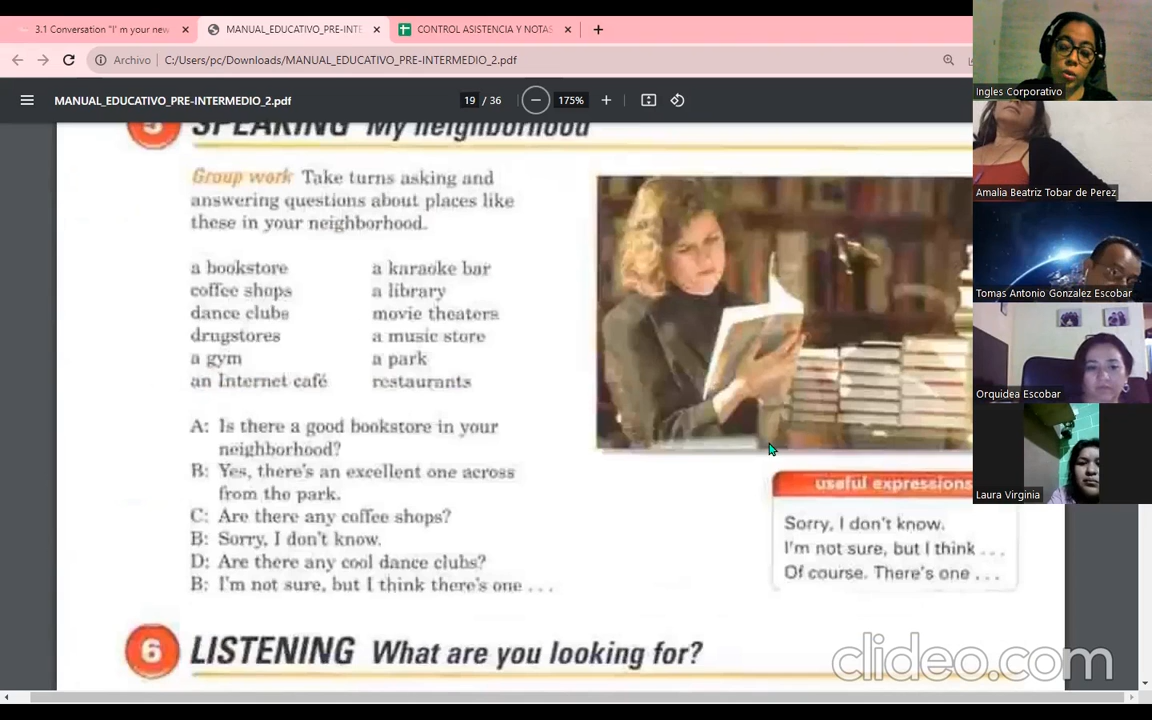 3.1 Conversation "I' m your new
MANUAL_EDUCATIVO_PRE-INTE
CONTROL ASISTENCIA Y NOTAS
Archivo
C:/Users/pc/Downloads/MANUAL_EDUCATIVO_PRE-INTERMEDIO_2.pdf
MANUAL_EDUCATIVO_PRE-INTERMEDIO_2.pdf
19 / 36
175%
5 SPEAKING My neighborhood
Group work Take turns asking and
answering questions about places like
these in your neighborhood.
a bookstore
coffee shops
dance clubs
drugstores
a gym
an Internet café
a karaoke bar
a library
movie theaters
a music store
a park
restaurants
A: Is there a good bookstore in your
neighborhood?
B: Yes, there's an excellent one across
from the park.
C: Are there any coffee shops?
B: Sorry, I don't know.
D: Are there any cool dance clubs?
B: I'm not sure, but I think there's one . . .
useful expressions
Sorry, I don't know.
I'm not sure, but I think . . .
Of course. There's one . . .
6 LISTENING What are you looking for?
Ingles Corporativo
Amalia Beatriz Tobar de Perez
Tomas Antonio Gonzalez Escobar
Orquidea Escobar
Laura Virginia
clideo.com